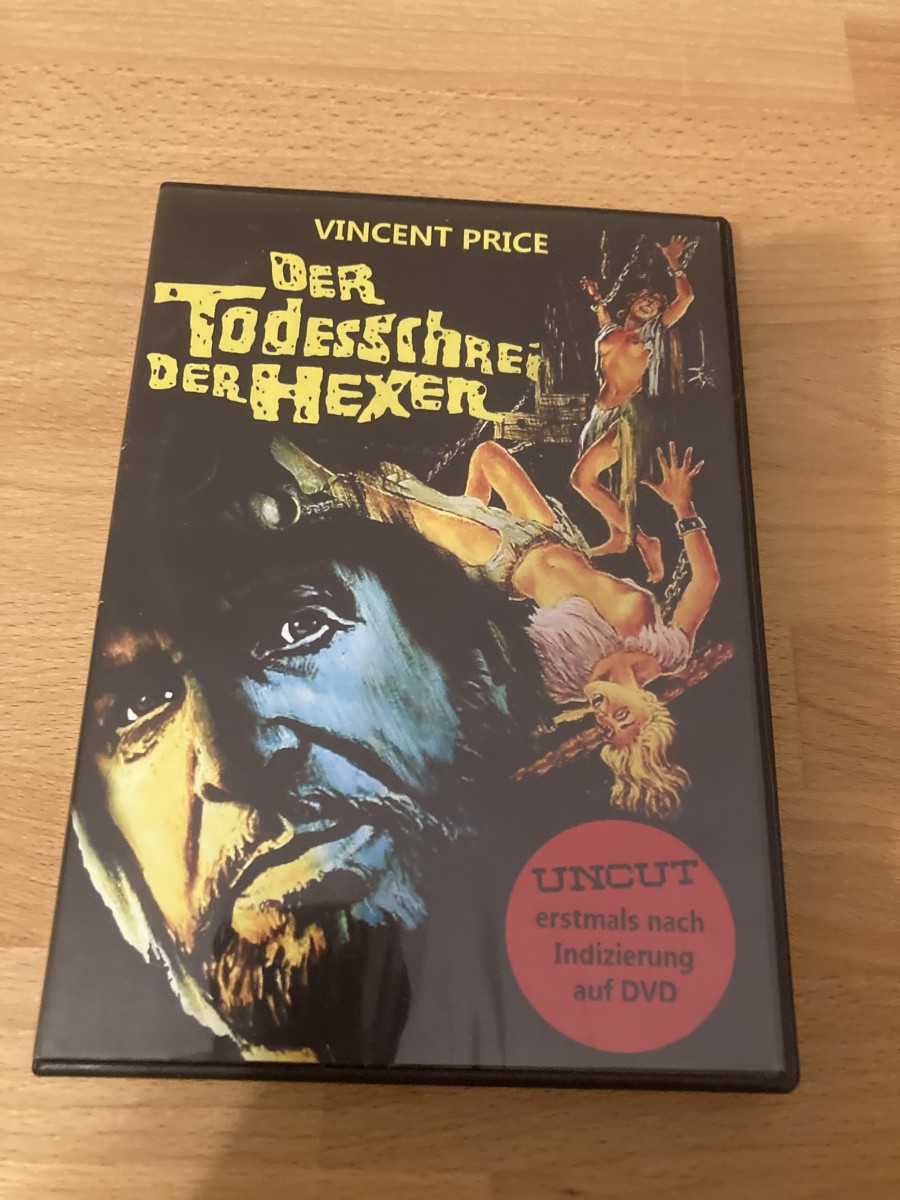 VINCENT PRICE
DER
TODESSCHREI
DER HEXEN
UNCUT
erstmals nach
Indizierung
auf DVD